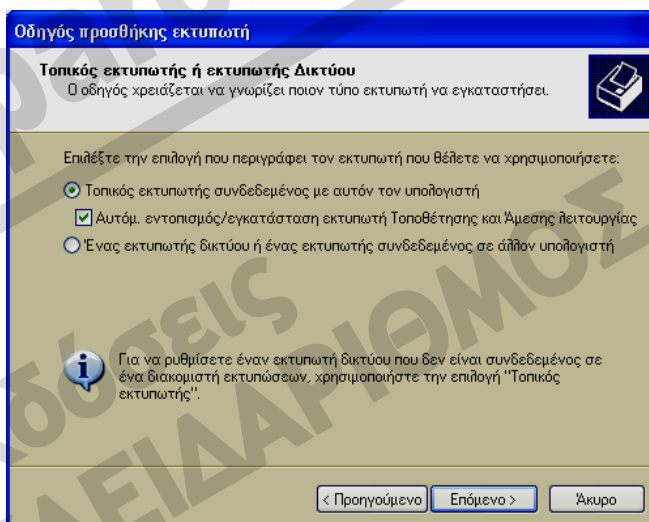 Οδηγός προσθήκης εκτυπωτή
Τοπικός εκτυπωτής ή εκτυπωτής Δικτύου
Ο οδηγός χρειάζεται να γνωρίζει ποιον τύπο εκτυπωτή να εγκαταστήσει.
Επιλέξτε την επιλογή που περιγράφει τον εκτυπωτή που θέλετε να χρησιμοποιήσετε:
Τοπικός εκτυπωτής συνδεδεμένος με αυτόν τον υπολογιστή
Αυτόμ. εντοπισμός/εγκατάσταση εκτυπωτή Τοποθέτησης και Άμεσης λειτουργίας
Ένας εκτυπωτής δικτύου ή ένας εκτυπωτής συνδεδεμένος σε άλλον υπολογιστή
Για να ρυθμίσετε έναν εκτυπωτή δικτύου που δεν είναι συνδεδεμένος σε
ένα διακομιστή εκτυπώσεων, χρησιμοποιήστε την επιλογή "Τοπικός
εκτυπωτής".
< Προηγούμενο
Επόμενο >
Άκυρο